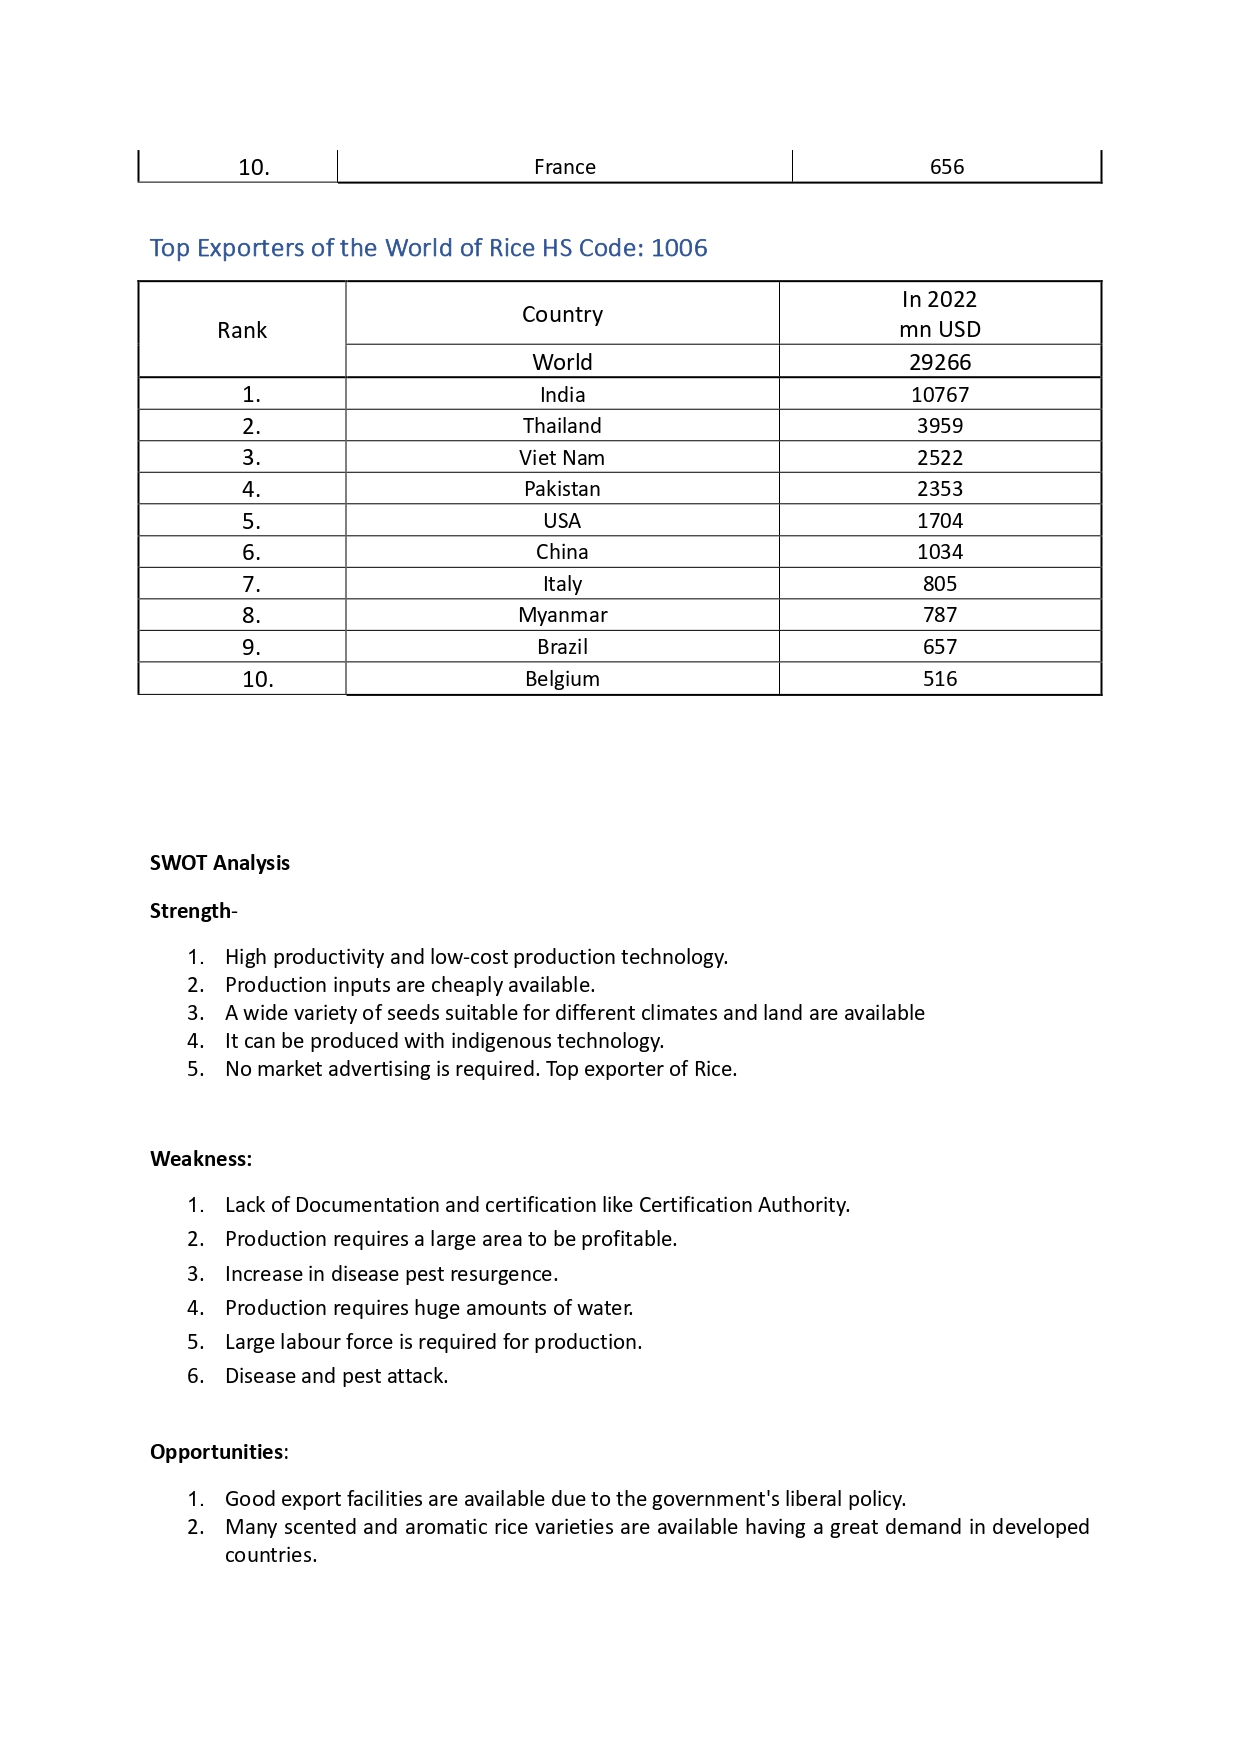 10. France 656
Top Exporters of the World of Rice HS Code: 1006
Rank Country In 2022
mn USD
World 29266
1. India 10767
2. Thailand 3959
3. Viet Nam 2522
4. Pakistan 2353
5. USA 1704
6. China 1034
7. Italy 805
8. Myanmar 787
9. Brazil 657
10. Belgium 516
SWOT Analysis
Strength-
1. High productivity and low-cost production technology.
2. Production inputs are cheaply available.
3. A wide variety of seeds suitable for different climates and land are available
4. It can be produced with indigenous technology.
5. No market advertising is required. Top exporter of Rice.
Weakness:
1. Lack of Documentation and certification like Certification Authority.
2. Production requires a large area to be profitable.
3. Increase in disease pest resurgence.
4. Production requires huge amounts of water.
5. Large labour force is required for production.
6. Disease and pest attack.
Opportunities:
1. Good export facilities are available due to the government's liberal policy.
2. Many scented and aromatic rice varieties are available having a great demand in developed
countries.